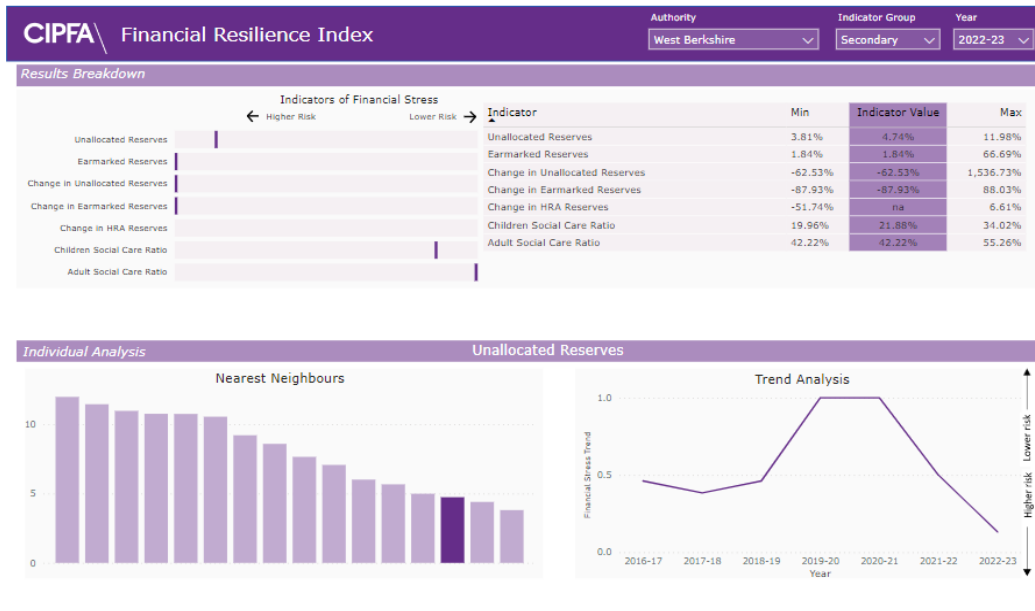 CIPFA\ Financial Resilience Index
Authority Indicator Group Year
West Berkshire Secondary 2022-23
Results Breakdown
Indicators of Financial Stress
← Higher Risk Lower Risk →
Unallocated Reserves
Earmarked Reserves
Change in Unallocated Reserves
Change in Earmarked Reserves
Change in HRA Reserves
Children Social Care Ratio
Adult Social Care Ratio
Indicator Min Indicator Value Max
Unallocated Reserves 3.81% 4.74% 11.98%
Earmarked Reserves 1.84% 1.84% 66.69%
Change in Unallocated Reserves -62.53% -62.53% 1,536.73%
Change in Earmarked Reserves -87.93% -87.93% 88.03%
Change in HRA Reserves -51.74% na 6.61%
Children Social Care Ratio 19.96% 21.88% 34.02%
Adult Social Care Ratio 42.22% 42.22% 55.26%
Individual Analysis Unallocated Reserves
Nearest Neighbours
10
5
0
Trend Analysis
Financial Stress Trend
1.0
0.5
0.0
2016-17 2017-18 2018-19 2019-20 2020-21 2021-22 2022-23
Year
Higher risk Lower risk